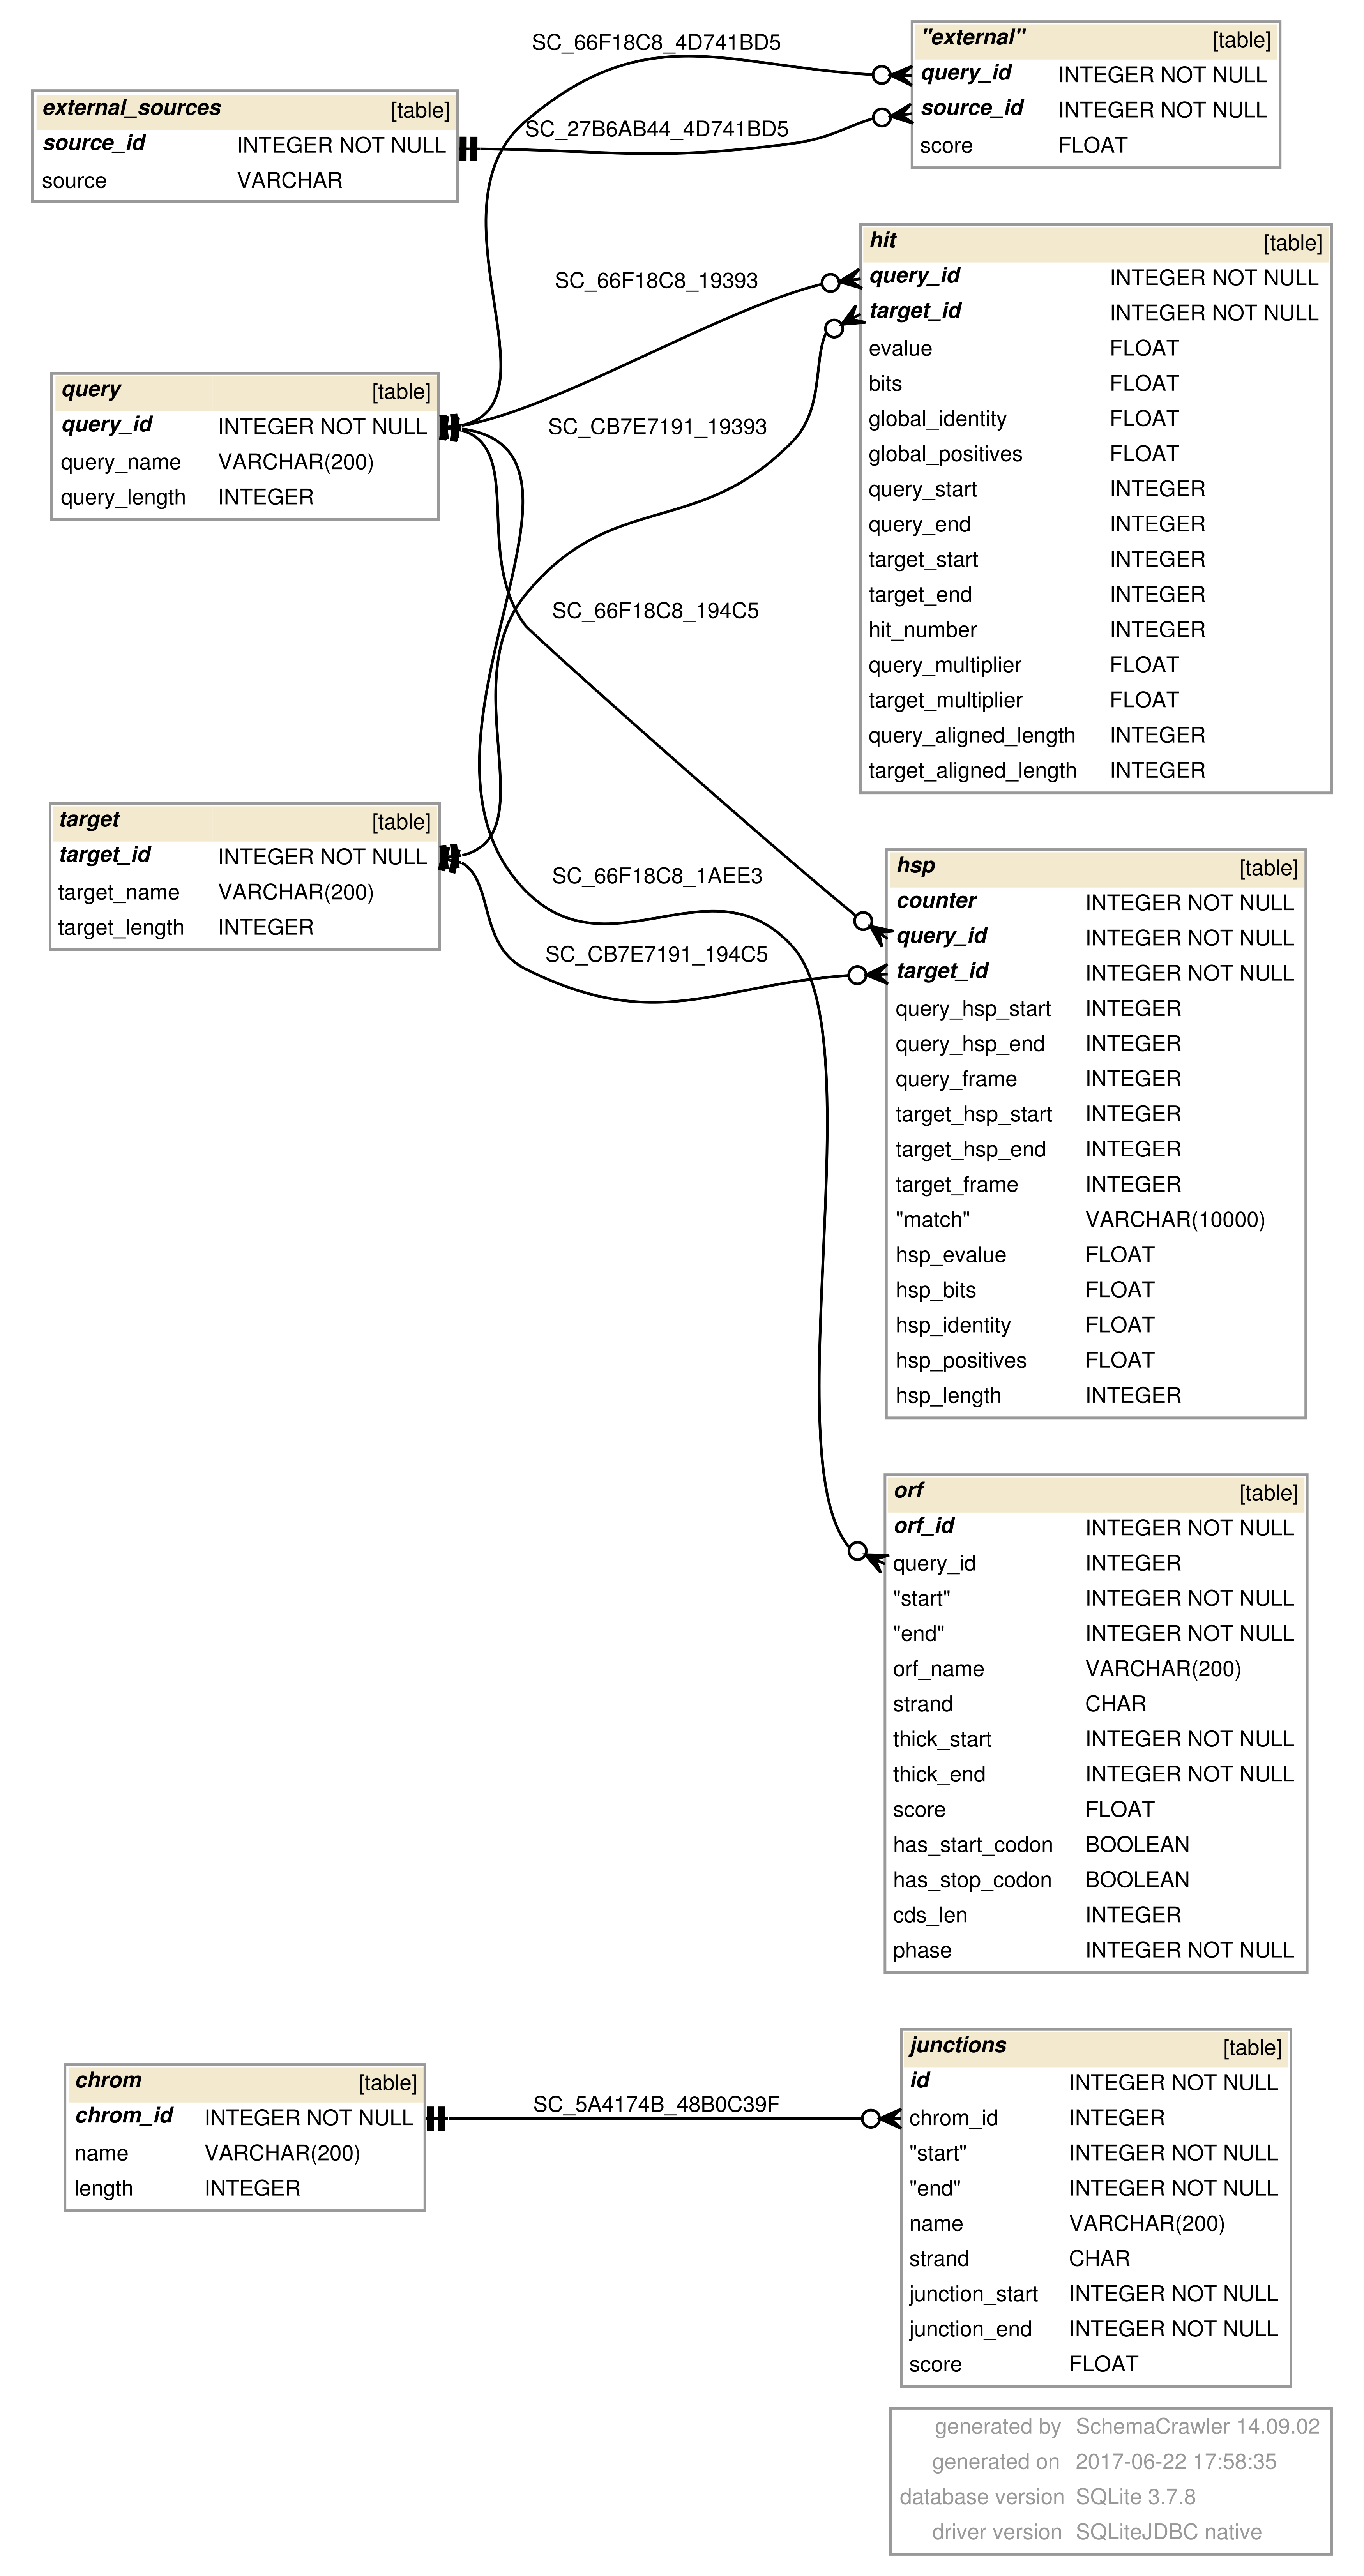 SC_66F18C8_4D741BD5
SC_27B6AB44_4D741BD5
"external" [table]
query_id INTEGER NOT NULL
source_id INTEGER NOT NULL
score FLOAT
external_sources [table]
source_id INTEGER NOT NULL
source VARCHAR
SC_66F18C8_19393
SC_CB7E7191_19393
hit [table]
query_id INTEGER NOT NULL
target_id INTEGER NOT NULL
evalue FLOAT
bits FLOAT
global_identity FLOAT
global_positives FLOAT
query_start INTEGER
query_end INTEGER
target_start INTEGER
target_end INTEGER
hit_number INTEGER
query_multiplier FLOAT
target_multiplier FLOAT
query_aligned_length INTEGER
target_aligned_length INTEGER
query [table]
query_id INTEGER NOT NULL
query_name VARCHAR(200)
query_length INTEGER
SC_66F18C8_194C5
target [table]
target_id INTEGER NOT NULL
target_name VARCHAR(200)
target_length INTEGER
SC_66F18C8_1AEE3
SC_CB7E7191_194C5
hsp [table]
counter INTEGER NOT NULL
query_id INTEGER NOT NULL
target_id INTEGER NOT NULL
query_hsp_start INTEGER
query_hsp_end INTEGER
query_frame INTEGER
target_hsp_start INTEGER
target_hsp_end INTEGER
target_frame INTEGER
"match" VARCHAR(10000)
hsp_evalue FLOAT
hsp_bits FLOAT
hsp_identity FLOAT
hsp_positives FLOAT
hsp_length INTEGER
orf [table]
orf_id INTEGER NOT NULL
query_id INTEGER
"start" INTEGER NOT NULL
"end" INTEGER NOT NULL
orf_name VARCHAR(200)
strand CHAR
thick_start INTEGER NOT NULL
thick_end INTEGER NOT NULL
score FLOAT
has_start_codon BOOLEAN
has_stop_codon BOOLEAN
cds_len INTEGER
phase INTEGER NOT NULL
chrom [table]
chrom_id INTEGER NOT NULL
name VARCHAR(200)
length INTEGER
SC_5A4174B_48B0C39F
junctions [table]
id INTEGER NOT NULL
chrom_id INTEGER
"start" INTEGER NOT NULL
"end" INTEGER NOT NULL
name VARCHAR(200)
strand CHAR
junction_start INTEGER NOT NULL
junction_end INTEGER NOT NULL
score FLOAT
generated by SchemaCrawler 14.09.02
generated on 2017-06-22 17:58:35
database version SQLite 3.7.8
driver version SQLiteJDBC native